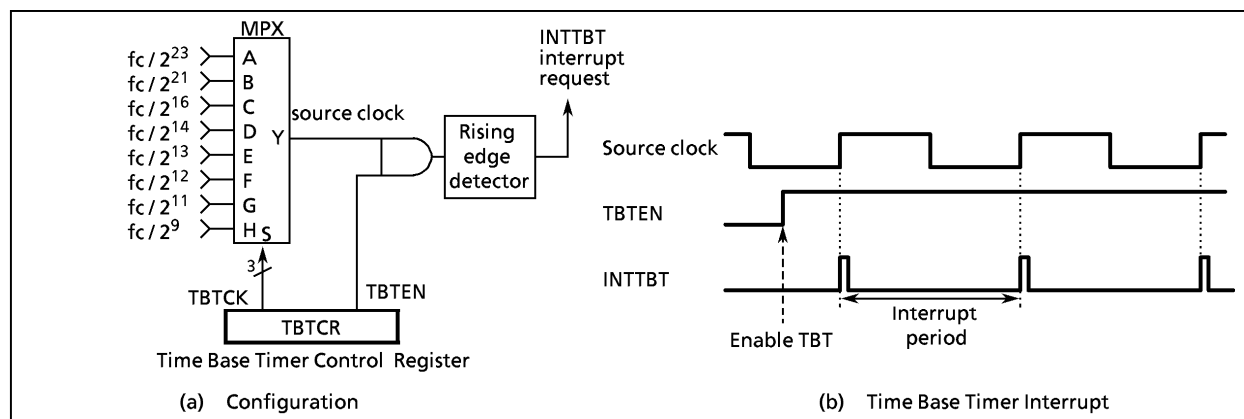 MPX
fc / 2^23 A
fc / 2^21 B
fc / 2^16 C
fc / 2^14 D
fc / 2^13 E
fc / 2^12 F
fc / 2^11 G
fc / 2^9 H
Y
S
source clock
Rising
edge
detector
INTTBT
interrupt
request
3
TBTCK
TBTEN
TBTCR
Time Base Timer Control Register
(a) Configuration
Source clock
TBTEN
INTTBT
Enable TBT
Interrupt
period
(b) Time Base Timer Interrupt